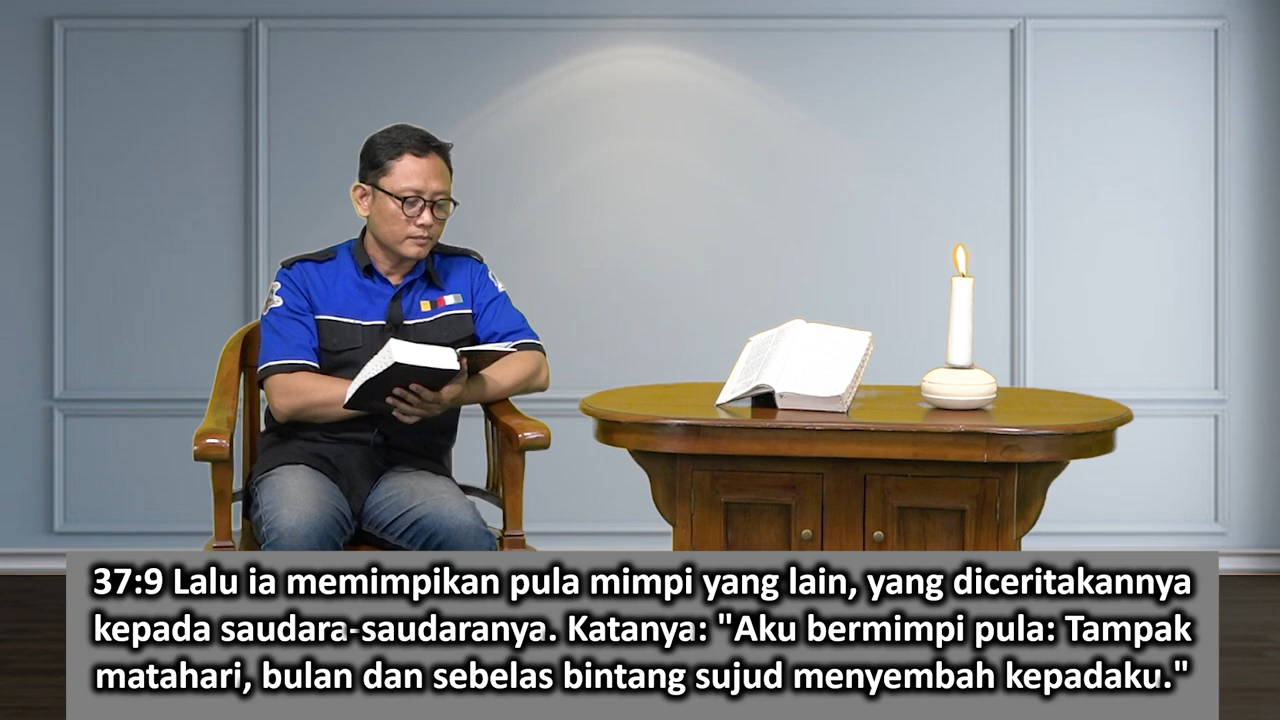 37:9 Lalu ia memimpikan pula mimpi yang lain, yang diceritakannya
kepada saudara-saudaranya. Katanya: "Aku bermimpi pula: Tampak
matahari, bulan dan sebelas bintang sujud menyembah kepadaku."